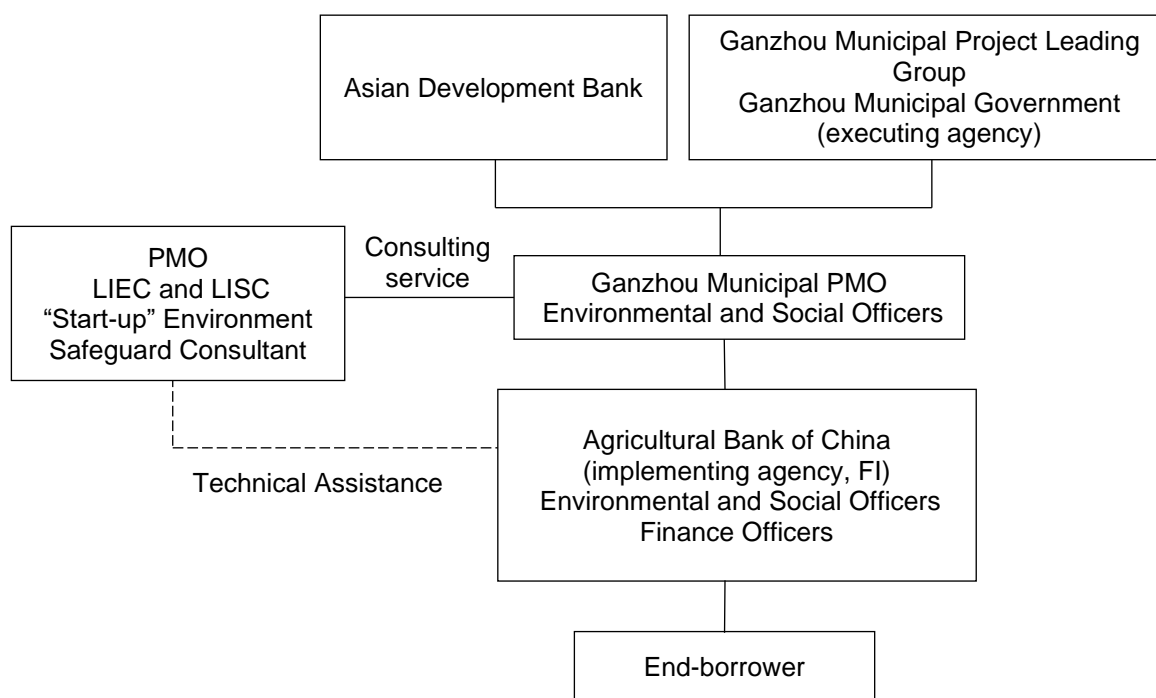 Asian Development Bank
Ganzhou Municipal Project Leading
Group
Ganzhou Municipal Government
(executing agency)
PMO
LIEC and LISC
“Start-up” Environment
Safeguard Consultant
Consulting
service
Ganzhou Municipal PMO
Environmental and Social Officers
Agricultural Bank of China
(implementing agency, FI)
Environmental and Social Officers
Finance Officers
Technical Assistance
End-borrower